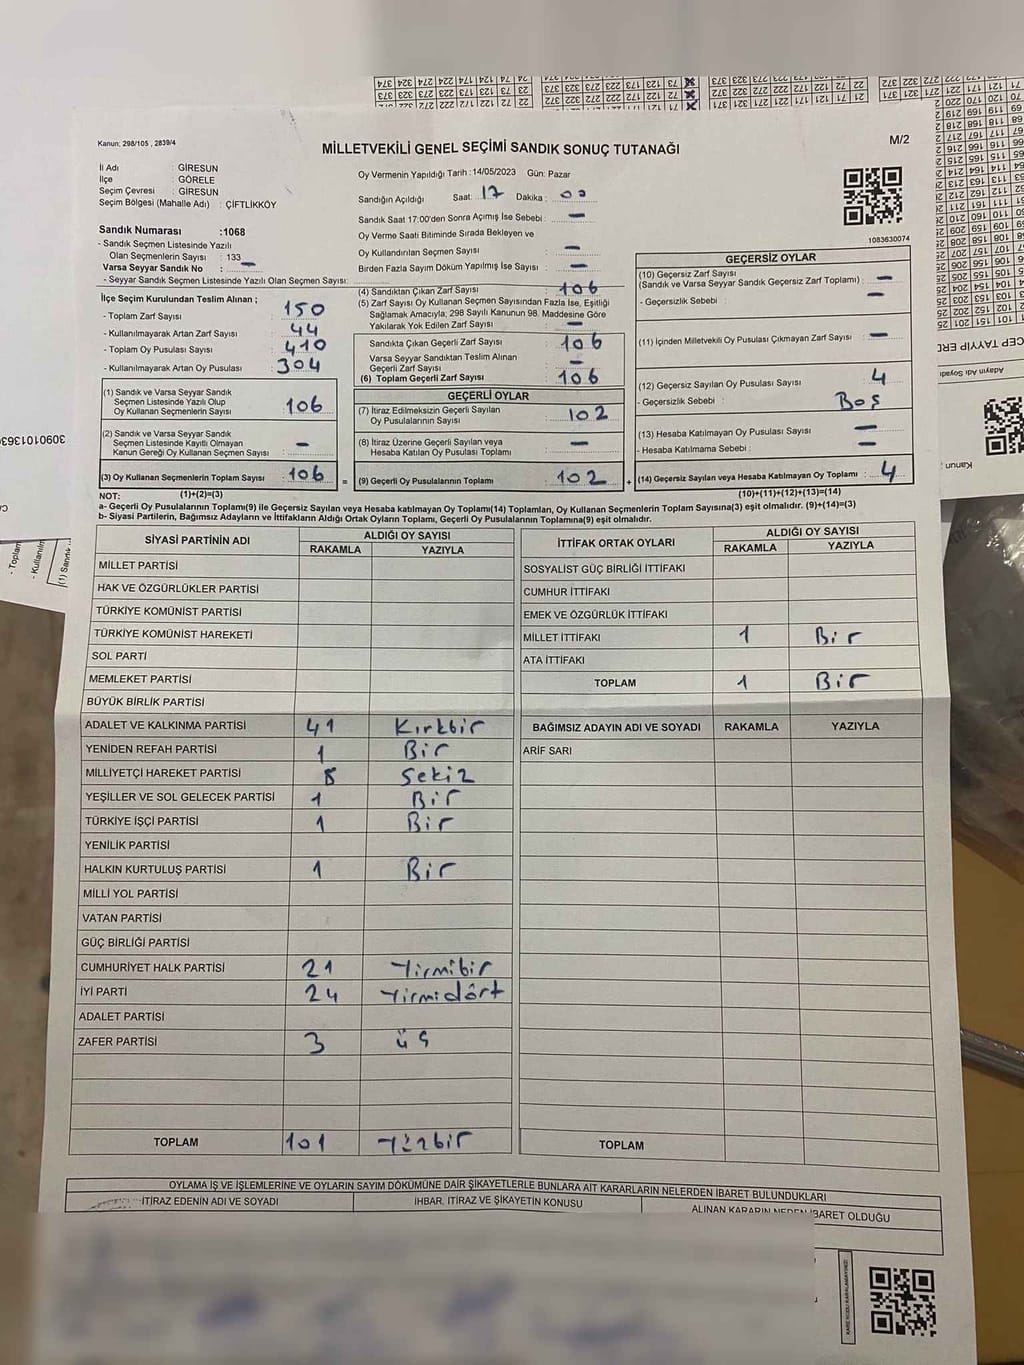 Kanun: 298/105 , 2839/4
MİLLETVEKİLİ GENEL SEÇİMİ SANDIK SONUÇ TUTANAĞI
M/2
İl Adı : GİRESUN
İlçe : GÖRELE
Seçim Çevresi : GİRESUN
Seçim Bölgesi (Mahalle Adı) : ÇİFTLİKKÖY
Oy Vermenin Yapıldığı Tarih : 14/05/2023 Gün: Pazar
Sandığın Açıldığı Saat: 17 Dakika : 00
Sandık Saat 17:00'den Sonra Açımış İse Sebebi : -
Oy Verme Saati Bitiminde Sırada Bekleyen ve
Oy Kullandırılan Seçmen Sayısı : -
Birden Fazla Sayım Döküm Yapılmış İse Sayısı : -
1083630074
Sandık Numarası :1068
- Sandık Seçmen Listesinde Yazılı
Olan Seçmenlerin Sayısı : 133
Varsa Seyyar Sandık No : -
- Seyyar Sandık Seçmen Listesinde Yazılı Olan Seçmen Sayısı:
İlçe Seçim Kurulundan Teslim Alınan ;
- Toplam Zarf Sayısı : 150
- Kullanılmayarak Artan Zarf Sayısı : 44
- Toplam Oy Pusulası Sayısı : 410
- Kullanılmayarak Artan Oy Pusulası : 304
(1) Sandık ve Varsa Seyyar Sandık
Seçmen Listesinde Yazılı Olup
Oy Kullanan Seçmenlerin Sayısı : 106
(2) Sandık ve Varsa Seyyar Sandık
Seçmen Listesinde Kayıtlı Olmayan
Kanun Gereği Oy Kullanan Seçmen Sayısı : -
(3) Oy Kullanan Seçmenlerin Toplam Sayısı : 106
(4) Sandıktan Çıkan Zarf Sayısı : 106
(5) Zarf Sayısı Oy Kullanan Seçmen Sayısından Fazla İse, Eşitliği
Sağlamak Amacıyla; 298 Sayılı Kanunun 98. Maddesine Göre
Yakılarak Yok Edilen Zarf Sayısı : -
Sandıkta Çıkan Geçerli Zarf Sayısı : 106
Varsa Seyyar Sandıktan Teslim Alınan
Geçerli Zarf Sayısı : -
(6) Toplam Geçerli Zarf Sayısı : 106
GEÇERLİ OYLAR
(7) İtiraz Edilmeksizin Geçerli Sayılan
Oy Pusulasının Sayısı : 102
(8) İtiraz Üzerine Geçerli Sayılan veya
Hesaba Katılan Oy Pusulası Toplamı : -
= (9) Geçerli Oy Pusulalarının Toplamı : 102
GEÇERSİZ OYLAR
(10) Geçersiz Zarf Sayısı
(Sandık ve Varsa Seyyar Sandık Geçersiz Zarf Toplamı) : -
- Geçersizlik Sebebi : -
(11) İçinden Milletvekili Oy Pusulası Çıkmayan Zarf Sayısı : -
(12) Geçersiz Sayılan Oy Pusulası Sayısı : 4
- Geçersizlik Sebebi : Boş
(13) Hesaba Katılmayan Oy Pusulası Sayısı : -
- Hesaba Katılmama Sebebi : -
+ (14) Geçersiz Sayılan veya Hesaba Katılmayan Oy Toplamı : 4
NOT: (1)+(2)=(3) (10)+(11)+(12)+(13)=(14)
a- Geçerli Oy Pusulalarının Toplamı(9) ile Geçersiz Sayılan veya Hesaba Katılmayan Oy Toplamı(14) Toplamları, Oy Kullanan Seçmenlerin Toplam Sayısına(3) eşit olmalıdır. (9)+(14)=(3)
b- Siyasi Partilerin, Bağımsız Adayların ve İttifakların Aldığı Ortak Oyların Toplamı, Geçerli Oy Pusulalarının Toplamına(9) eşit olmalıdır.
SİYASİ PARTİNİN ADI ALDIĞI OY SAYISI
RAKAMLA YAZIYLA
MİLLET PARTİSİ
HAK VE ÖZGÜRLÜKLER PARTİSİ
TÜRKİYE KOMÜNİST PARTİSİ
TÜRKİYE KOMÜNİST HAREKETİ
SOL PARTİ
MEMLEKET PARTİSİ
BÜYÜK BİRLİK PARTİSİ
ADALET VE KALKINMA PARTİSİ 41 Kırkbir
YENİDEN REFAH PARTİSİ 1 Bir
MİLLİYETÇİ HAREKET PARTİSİ 8 Sekiz
YEŞİLLER VE SOL GELECEK PARTİSİ 1 Bir
TÜRKİYE İŞÇİ PARTİSİ 1 Bir
YENİLİK PARTİSİ
HALKIN KURTULUŞ PARTİSİ 1 Bir
MİLLİ YOL PARTİSİ
VATAN PARTİSİ
GÜÇ BİRLİĞİ PARTİSİ
CUMHURİYET HALK PARTİSİ 21 Yirmibir
İYİ PARTİ 24 Yirmidört
ADALET PARTİSİ
ZAFER PARTİSİ 3 üç
TOPLAM 101 Yüzbir
İTTİFAK ORTAK OYLARI ALDIĞI OY SAYISI
RAKAMLA YAZIYLA
SOSYALİST GÜÇ BİRLİĞİ İTTİFAKI
CUMHUR İTTİFAKI
EMEK VE ÖZGÜRLÜK İTTİFAKI
MİLLET İTTİFAKI 1 Bir
ATA İTTİFAKI
TOPLAM 1 Bir
BAĞIMSIZ ADAYIN ADI VE SOYADI RAKAMLA YAZIYLA
ARİF SARI
TOPLAM
OYLAMA İŞ VE İŞLEMLERİNE VE OYLARIN SAYIM DÖKÜMÜNE DAİR ŞİKAYETLERLE BUNLARA AİT KARARLARIN NELERDEN İBARET BULUNDUKLARI
İTİRAZ EDENİN ADI VE SOYADI İHBAR, İTİRAZ VE ŞİKAYETİN KONUSU ALINAN KARARIN NEDEN İBARET OLDUĞU